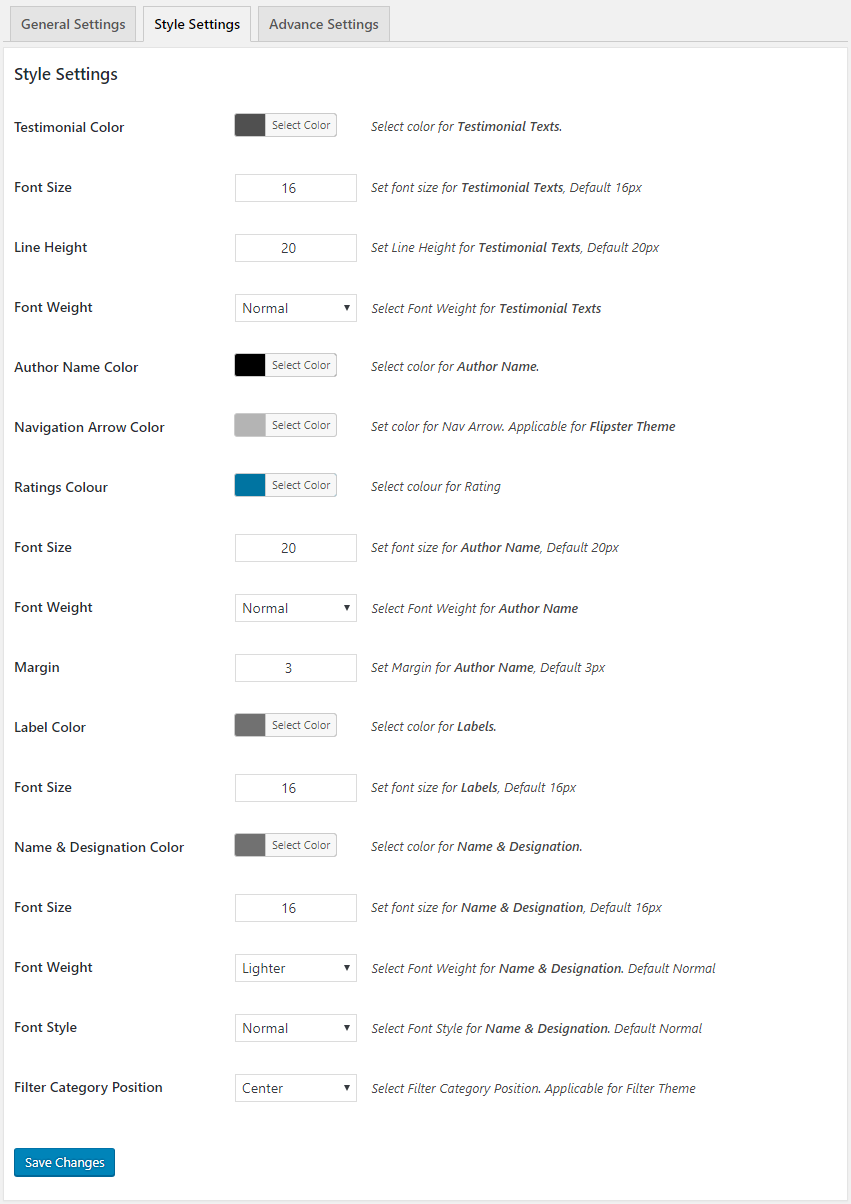 General Settings Style Settings Advance Settings
Style Settings
Testimonial Color Select Color Select color for Testimonial Texts.
Font Size 16 Set font size for Testimonial Texts, Default 16px
Line Height 20 Set Line Height for Testimonial Texts, Default 20px
Font Weight Normal Select Font Weight for Testimonial Texts
Author Name Color Select Color Select color for Author Name.
Navigation Arrow Color Select Color Set color for Nav Arrow. Applicable for Flipster Theme
Ratings Colour Select Color Select colour for Rating
Font Size 20 Set font size for Author Name, Default 20px
Font Weight Normal Select Font Weight for Author Name
Margin 3 Set Margin for Author Name, Default 3px
Label Color Select Color Select color for Labels.
Font Size 16 Set font size for Labels, Default 16px
Name & Designation Color Select Color Select color for Name & Designation.
Font Size 16 Set font size for Name & Designation, Default 16px
Font Weight Lighter Select Font Weight for Name & Designation. Default Normal
Font Style Normal Select Font Style for Name & Designation. Default Normal
Filter Category Position Center Select Filter Category Position. Applicable for Filter Theme
Save Changes